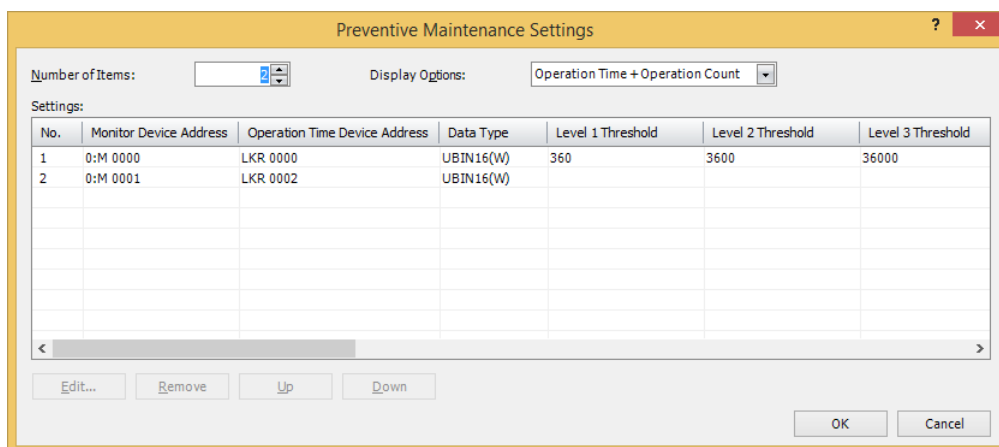 Preventive Maintenance Settings ? ×
Number of Items: 2 Display Options: Operation Time + Operation Count
Settings:
No. Monitor Device Address Operation Time Device Address Data Type Level 1 Threshold Level 2 Threshold Level 3 Threshold
1 0:M 0000 LKR 0000 UBIN16(W) 360 3600 36000
2 0:M 0001 LKR 0002 UBIN16(W)
Edit... Remove Up Down
OK Cancel